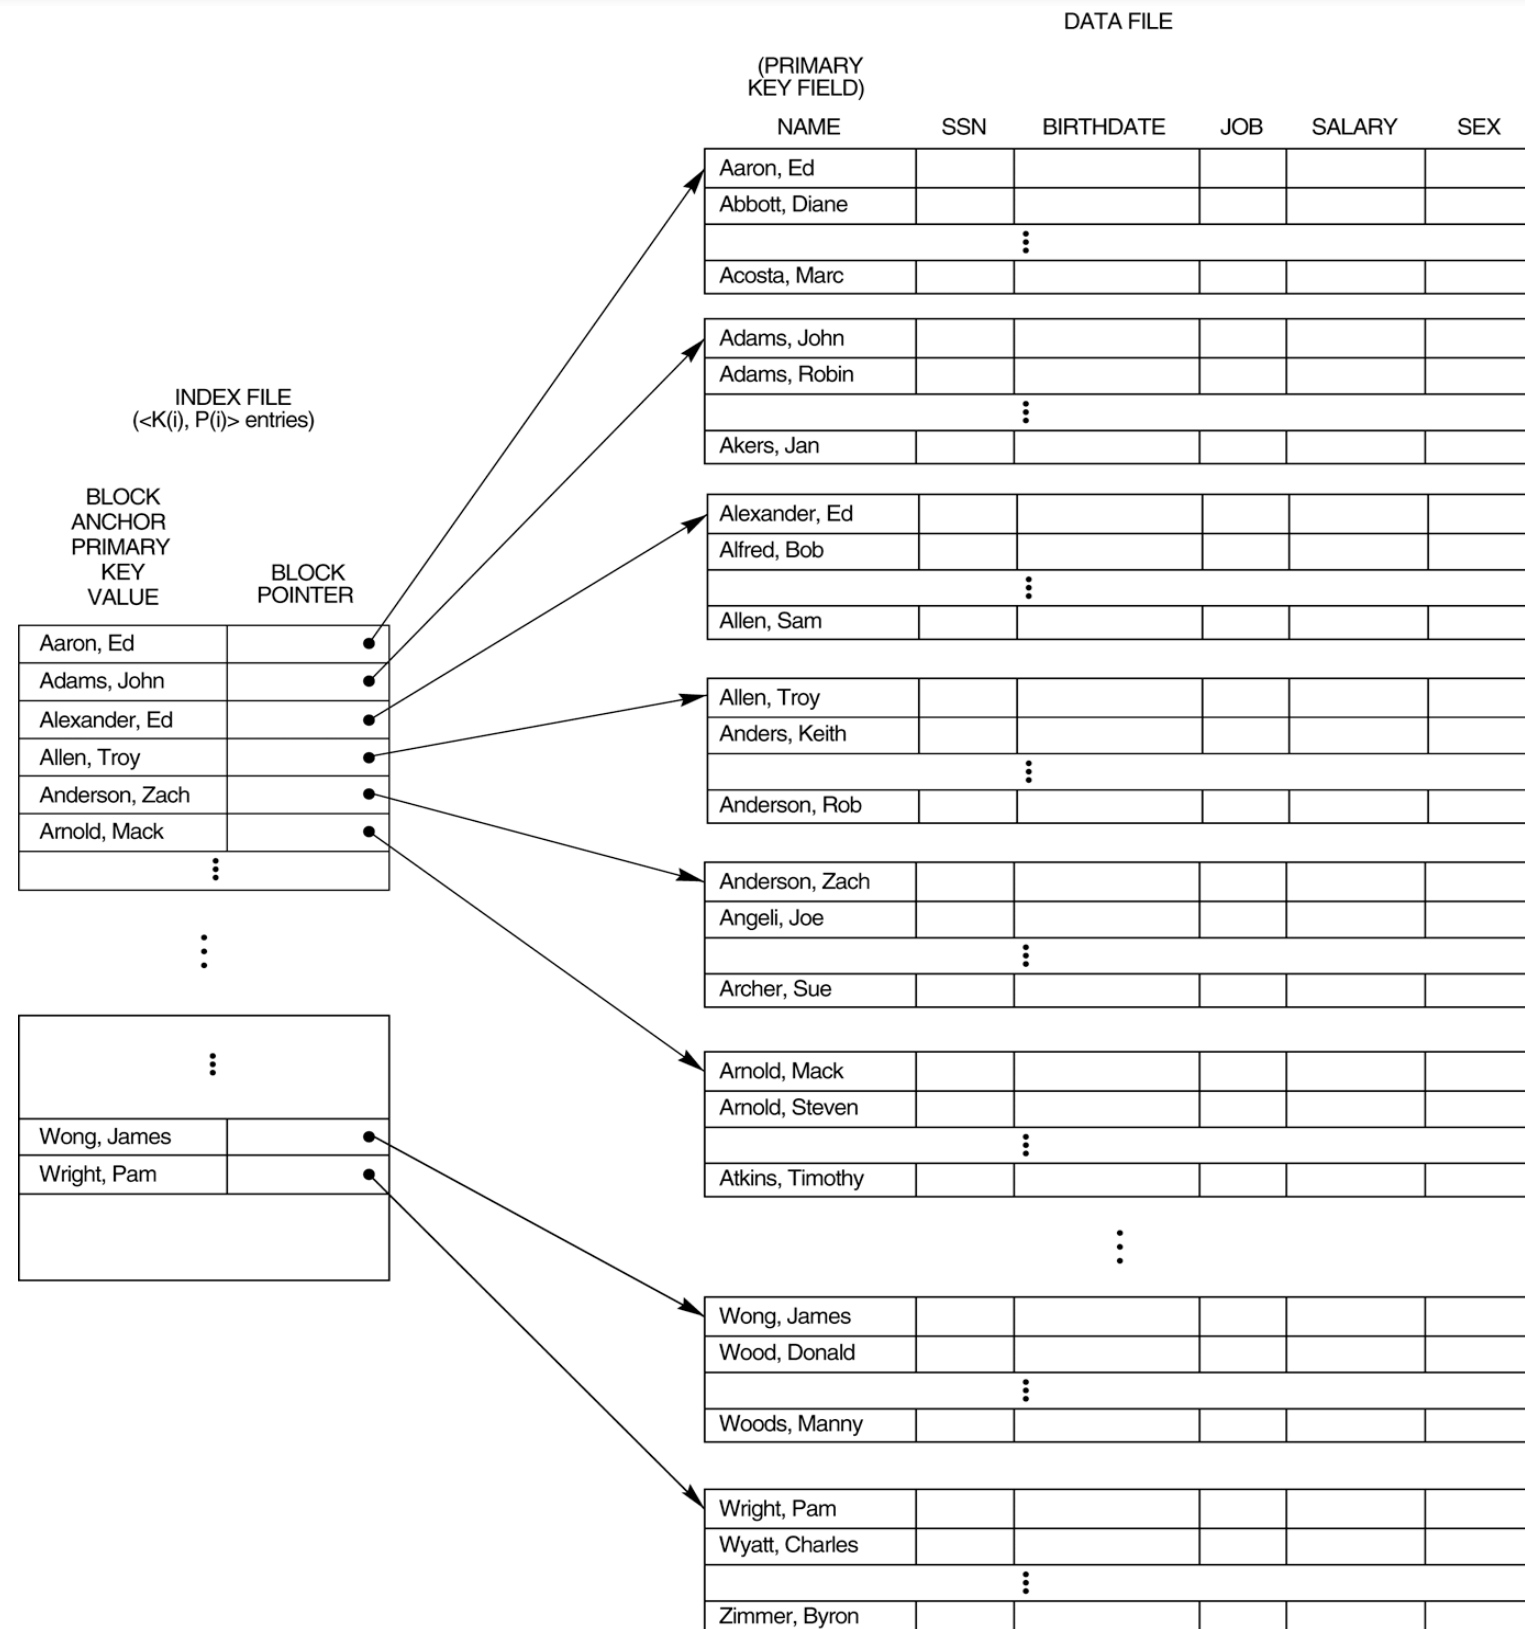 DATA FILE
(PRIMARY
KEY FIELD)
NAME SSN BIRTHDATE JOB SALARY SEX
Aaron, Ed
Abbott, Diane
Acosta, Marc
Adams, John
Adams, Robin
Akers, Jan
Alexander, Ed
Alfred, Bob
Allen, Sam
Allen, Troy
Anders, Keith
Anderson, Rob
Anderson, Zach
Angeli, Joe
Archer, Sue
Arnold, Mack
Arnold, Steven
Atkins, Timothy
Wong, James
Wood, Donald
Woods, Manny
Wright, Pam
Wyatt, Charles
Zimmer, Byron
INDEX FILE
(<K(i), P(i)> entries)
BLOCK
ANCHOR
PRIMARY
KEY
VALUE
BLOCK
POINTER
Aaron, Ed
Adams, John
Alexander, Ed
Allen, Troy
Anderson, Zach
Arnold, Mack
Wong, James
Wright, Pam